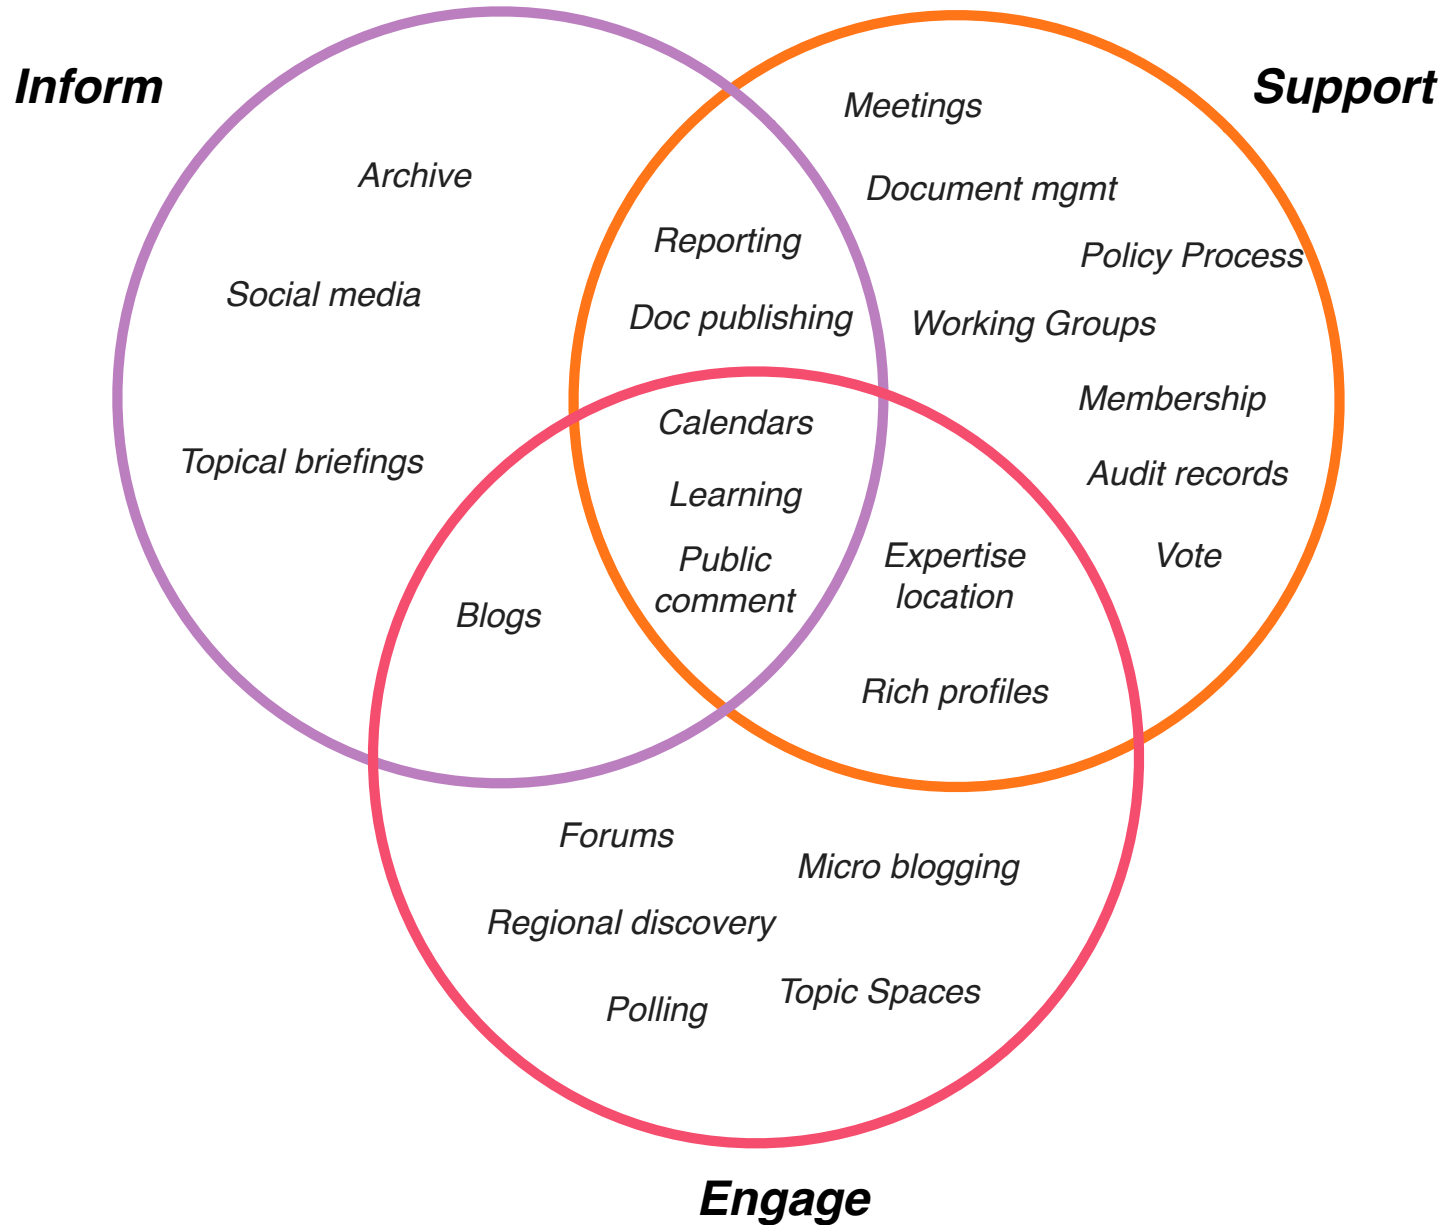 Inform
Support
Meetings
Archive
Document mgmt
Reporting
Policy Process
Social media
Doc publishing
Working Groups
Calendars
Membership
Topical briefings
Learning
Audit records
Public
comment
Expertise
location
Vote
Blogs
Rich profiles
Forums
Micro blogging
Regional discovery
Topic Spaces
Polling
Engage